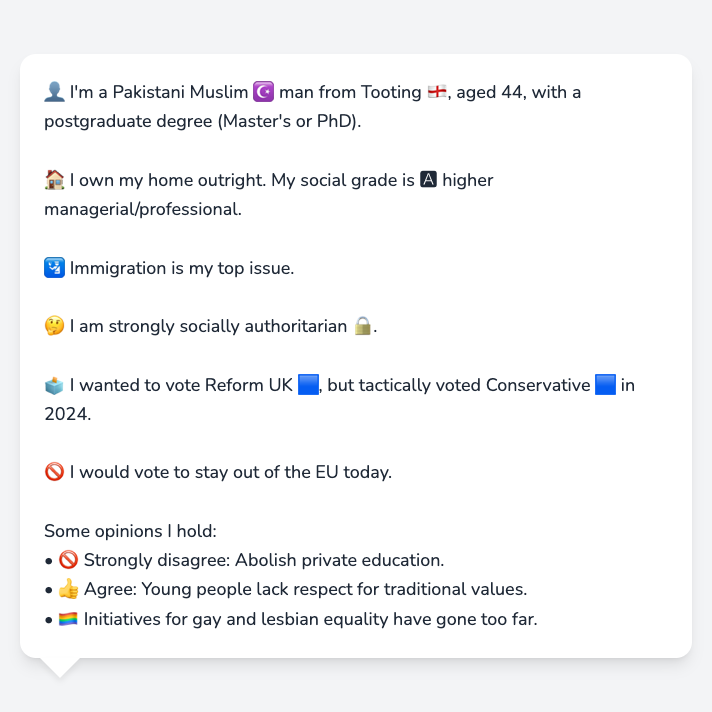 👤 I'm a Pakistani Muslim ☪️ man from Tooting 🏴󠁧󠁢󠁥󠁮󠁧󠁿, aged 44, with a
postgraduate degree (Master's or PhD).
🏠 I own my home outright. My social grade is 🅰 higher
managerial/professional.
🛂 Immigration is my top issue.
🤔 I am strongly socially authoritarian 🔒.
🗳️ I wanted to vote Reform UK 🟦, but tactically voted Conservative 🟦 in
2024.
🚫 I would vote to stay out of the EU today.
Some opinions I hold:
• 🚫 Strongly disagree: Abolish private education.
• 👍 Agree: Young people lack respect for traditional values.
• 🏳️‍🌈 Initiatives for gay and lesbian equality have gone too far.